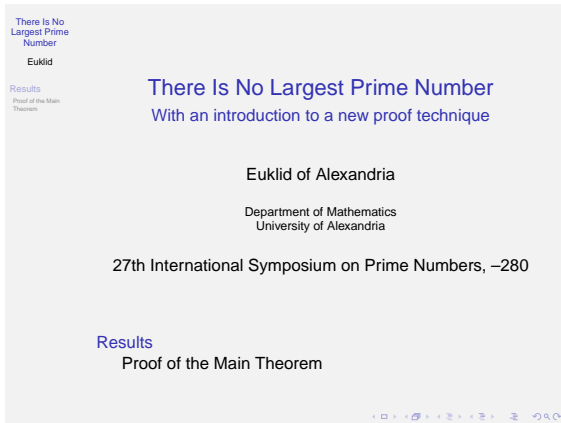 There Is No
Largest Prime
Number
Euklid
Results
Proof of the Main
Theorem
There Is No Largest Prime Number
With an introduction to a new proof technique
Euklid of Alexandria
Department of Mathematics
University of Alexandria
27th International Symposium on Prime Numbers, –280
Results
Proof of the Main Theorem